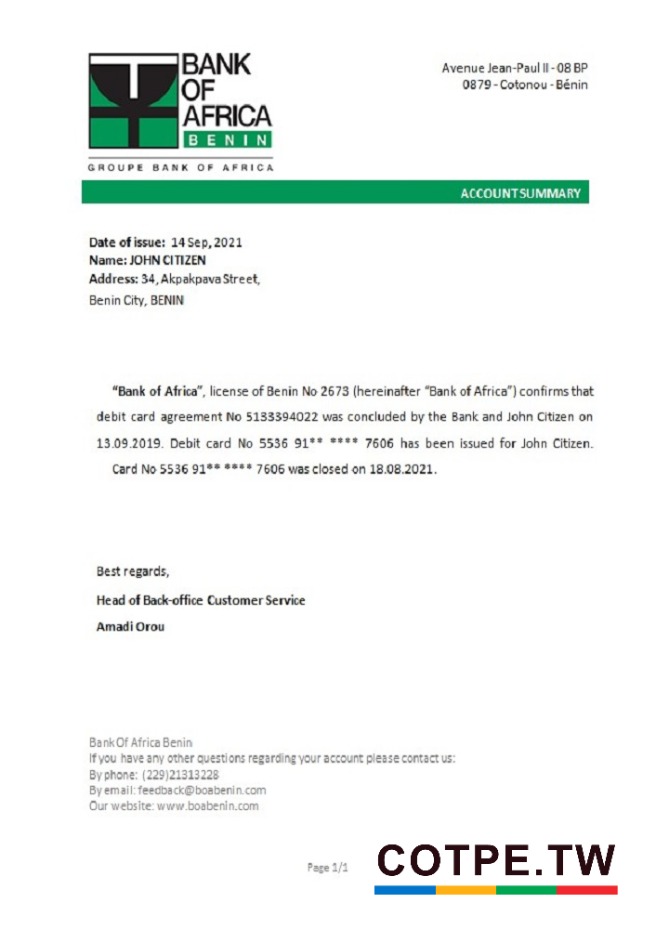 BANK
OF
AFRICA
BENIN
GROUPE BANK OF AFRICA
Avenue Jean-Paul II - 08 BP
0879 - Cotonou - Bénin
ACCOUNT SUMMARY
Date of issue: 14 Sep, 2021
Name: JOHN CITIZEN
Address: 34, Akpakpava Street,
Benin City, BENIN
“Bank of Africa”, license of Benin No 2673 (hereinafter “Bank of Africa”) confirms that
debit card agreement No 5133394022 was concluded by the Bank and John Citizen on
13.09.2019. Debit card No 5536 91** **** 7606 has been issued for John Citizen.
Card No 5536 91** **** 7606 was closed on 18.08.2021.
Best regards,
Head of Back-office Customer Service
Amadi Orou
Bank Of Africa Benin
If you have any other questions regarding your account please contact us:
By phone: (229)21313228
By email: feedback@boabenin.com
Our website: www.boabenin.com
Page 1/1
COTPE.TW